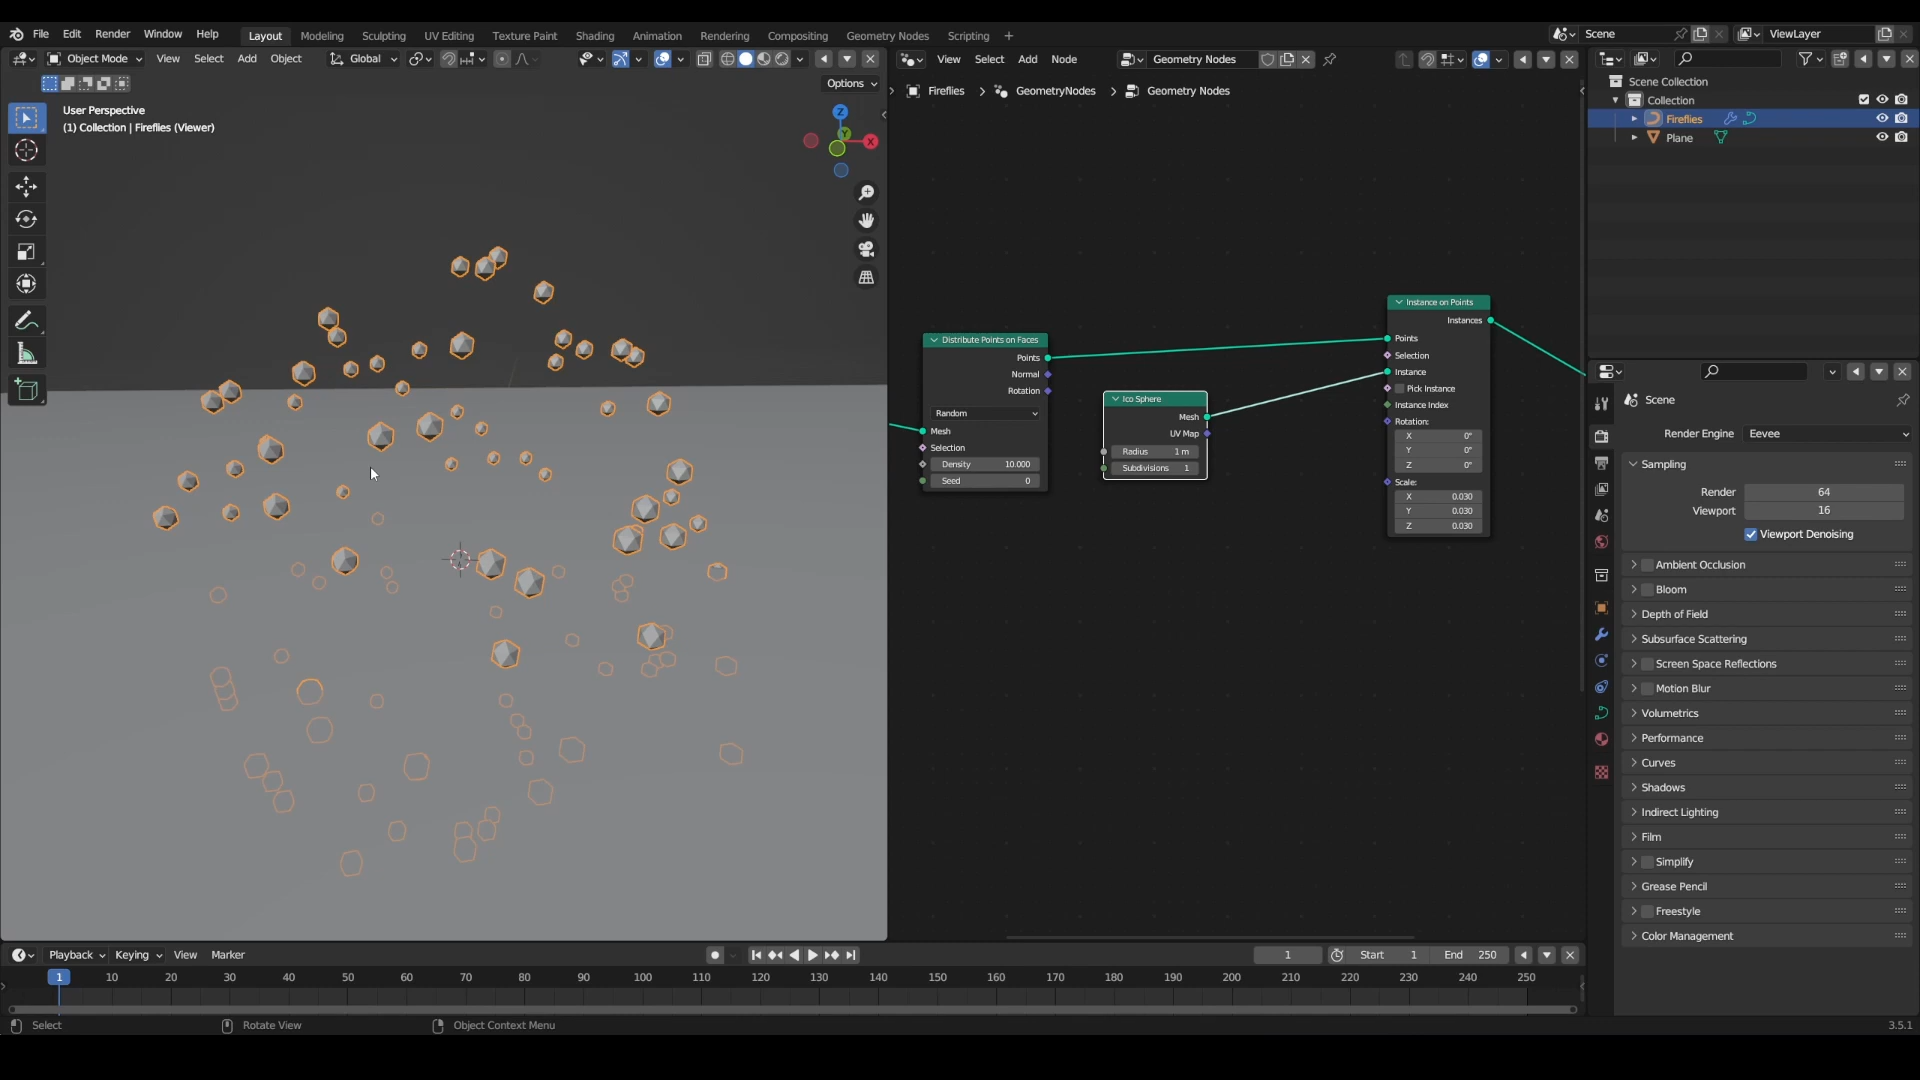 File Edit Render Window Help Layout Modeling Sculpting UV Editing Texture Paint Shading Animation Rendering Compositing Geometry Nodes Scripting + Scene ViewLayer
Object Mode View Select Add Object Global
Options
User Perspective
(1) Collection | Fireflies (Viewer)
Z
Y
X
View Select Add Node Geometry Nodes
Fireflies > GeometryNodes > Geometry Nodes
Distribute Points on Faces
Points
Normal
Rotation
Random
Mesh
Selection
Density 10.000
Seed 0
Ico Sphere
Mesh
UV Map
Radius 1 m
Subdivisions 1
Instance on Points
Instances
Points
Selection
Instance
Pick Instance
Instance Index
Rotation:
X 0°
Y 0°
Z 0°
Scale:
X 0.030
Y 0.030
Z 0.030
Scene Collection
Collection
Fireflies
Plane
Scene
Render Engine Eevee
Sampling
Render 64
Viewport 16
Viewport Denoising
Ambient Occlusion
Bloom
Depth of Field
Subsurface Scattering
Screen Space Reflections
Motion Blur
Volumetrics
Performance
Curves
Shadows
Indirect Lighting
Film
Simplify
Grease Pencil
Freestyle
Color Management
Playback Keying View Marker 1 Start 1 End 250
1 10 20 30 40 50 60 70 80 90 100 110 120 130 140 150 160 170 180 190 200 210 220 230 240 250
Select Rotate View Object Context Menu 3.5.1